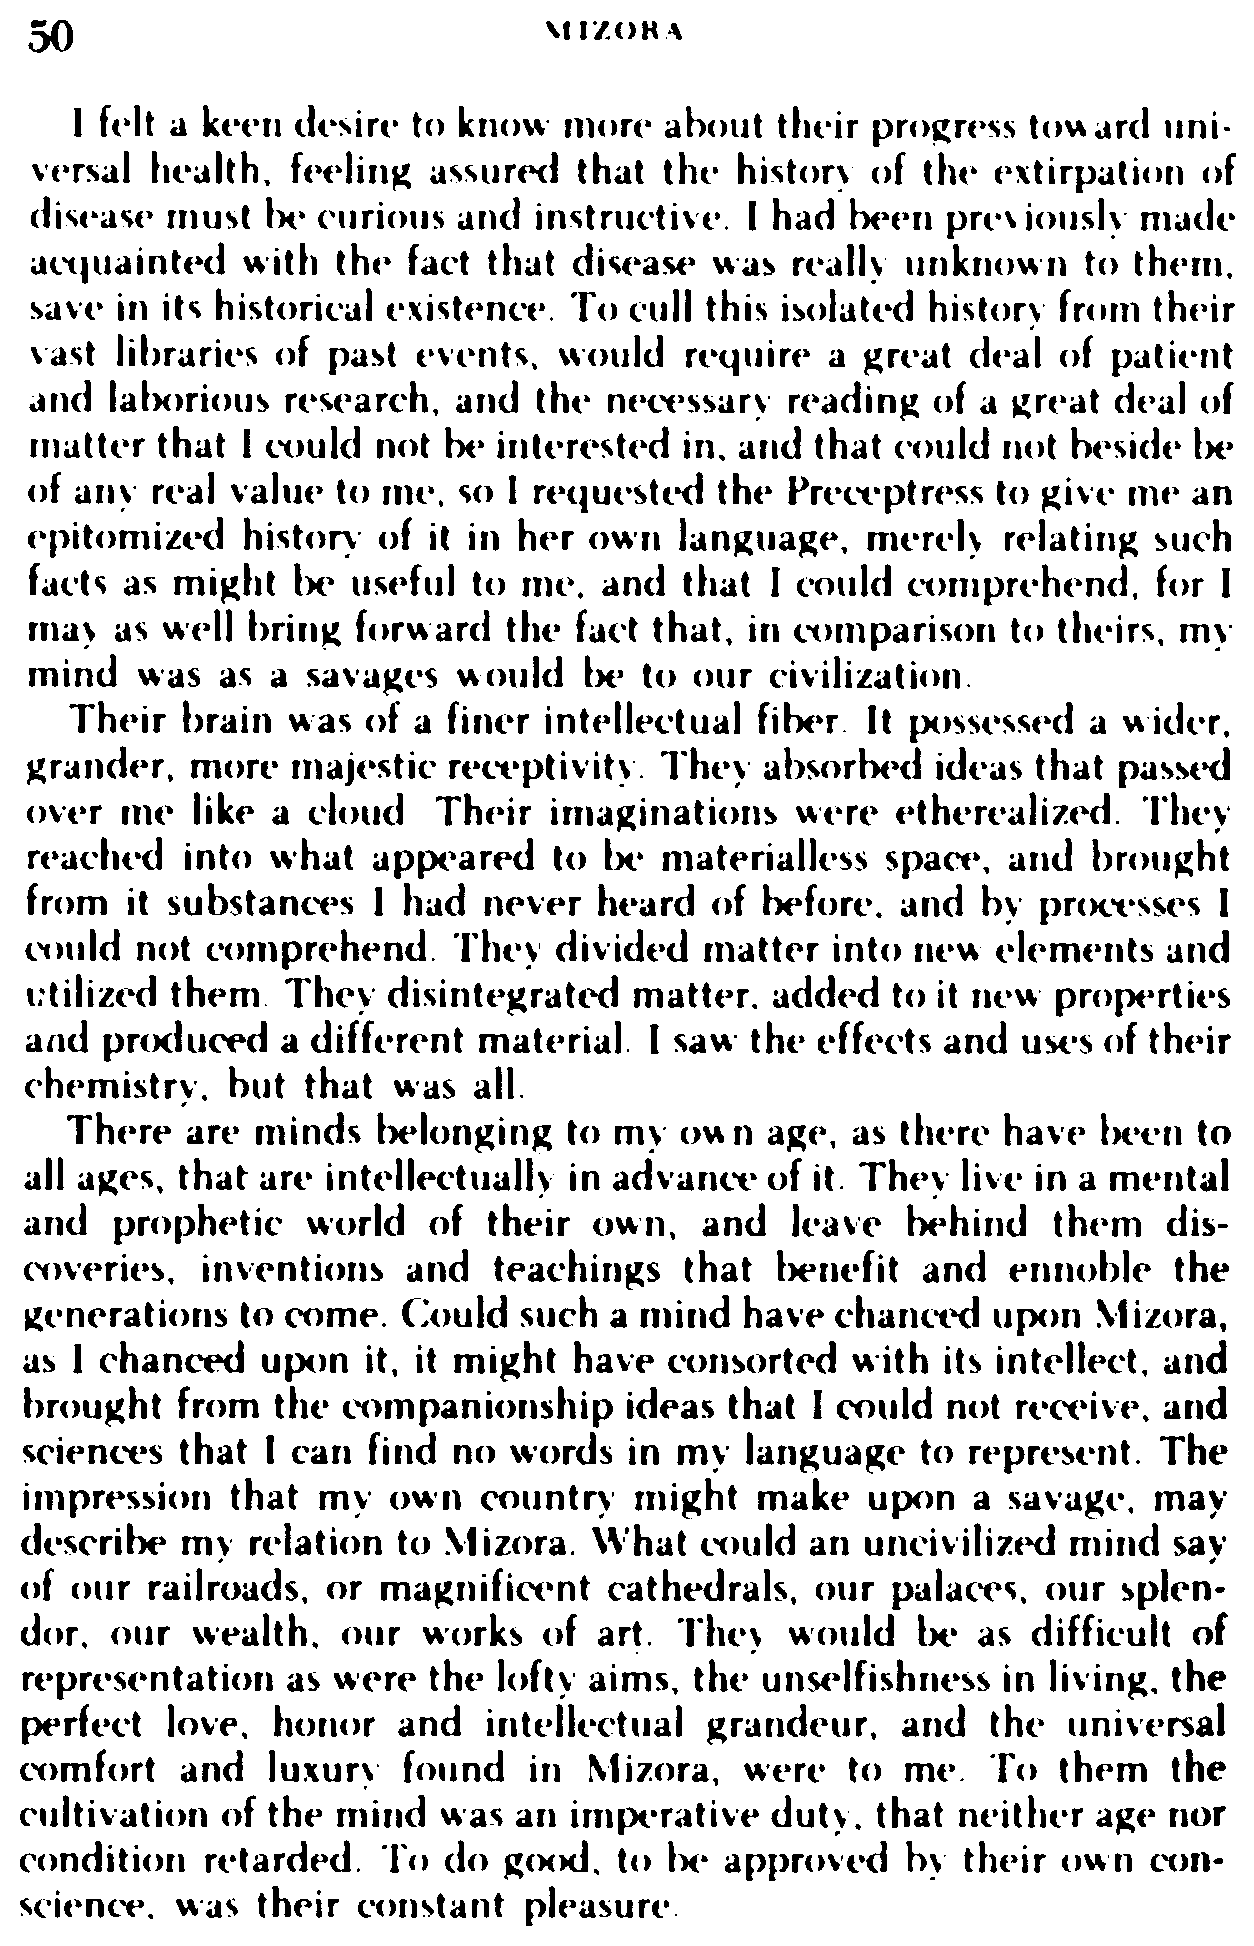 50
MIZORA
I felt a keen desire to know more about their progress toward uni-
versal health, feeling assured that the history of the extirpation of
disease must be curious and instructive. I had been previously made
acquainted with the fact that disease was really unknown to them,
save in its historical existence. To cull this isolated history from their
vast libraries of past events, would require a great deal of patient
and laborious research, and the necessary reading of a great deal of
matter that I could not be interested in, and that could not beside be
of any real value to me, so I requested the Preceptress to give me an
epitomized history of it in her own language, merely relating such
facts as might be useful to me, and that I could comprehend, for I
may as well bring forward the fact that, in comparison to theirs, my
mind was as a savages would be to our civilization.
Their brain was of a finer intellectual fiber. It possessed a wider,
grander, more majestic receptivity. They absorbed ideas that passed
over me like a cloud Their imaginations were etherealized. They
reached into what appeared to be materialless space, and brought
from it substances I had never heard of before, and by processes I
could not comprehend. They divided matter into new elements and
utilized them. They disintegrated matter, added to it new properties
and produced a different material. I saw the effects and uses of their
chemistry, but that was all.
There are minds belonging to my own age, as there have been to
all ages, that are intellectually in advance of it. They live in a mental
and prophetic world of their own, and leave behind them dis-
coveries, inventions and teachings that benefit and ennoble the
generations to come. Could such a mind have chanced upon Mizora,
as I chanced upon it, it might have consorted with its intellect, and
brought from the companionship ideas that I could not receive, and
sciences that I can find no words in my language to represent. The
impression that my own country might make upon a savage, may
describe my relation to Mizora. What could an uncivilized mind say
of our railroads, or magnificent cathedrals, our palaces, our splen-
dor, our wealth, our works of art. They would be as difficult of
representation as were the lofty aims, the unselfishness in living, the
perfect love, honor and intellectual grandeur, and the universal
comfort and luxury found in Mizora, were to me. To them the
cultivation of the mind was an imperative duty, that neither age nor
condition retarded. To do good, to be approved by their own con-
science, was their constant pleasure.